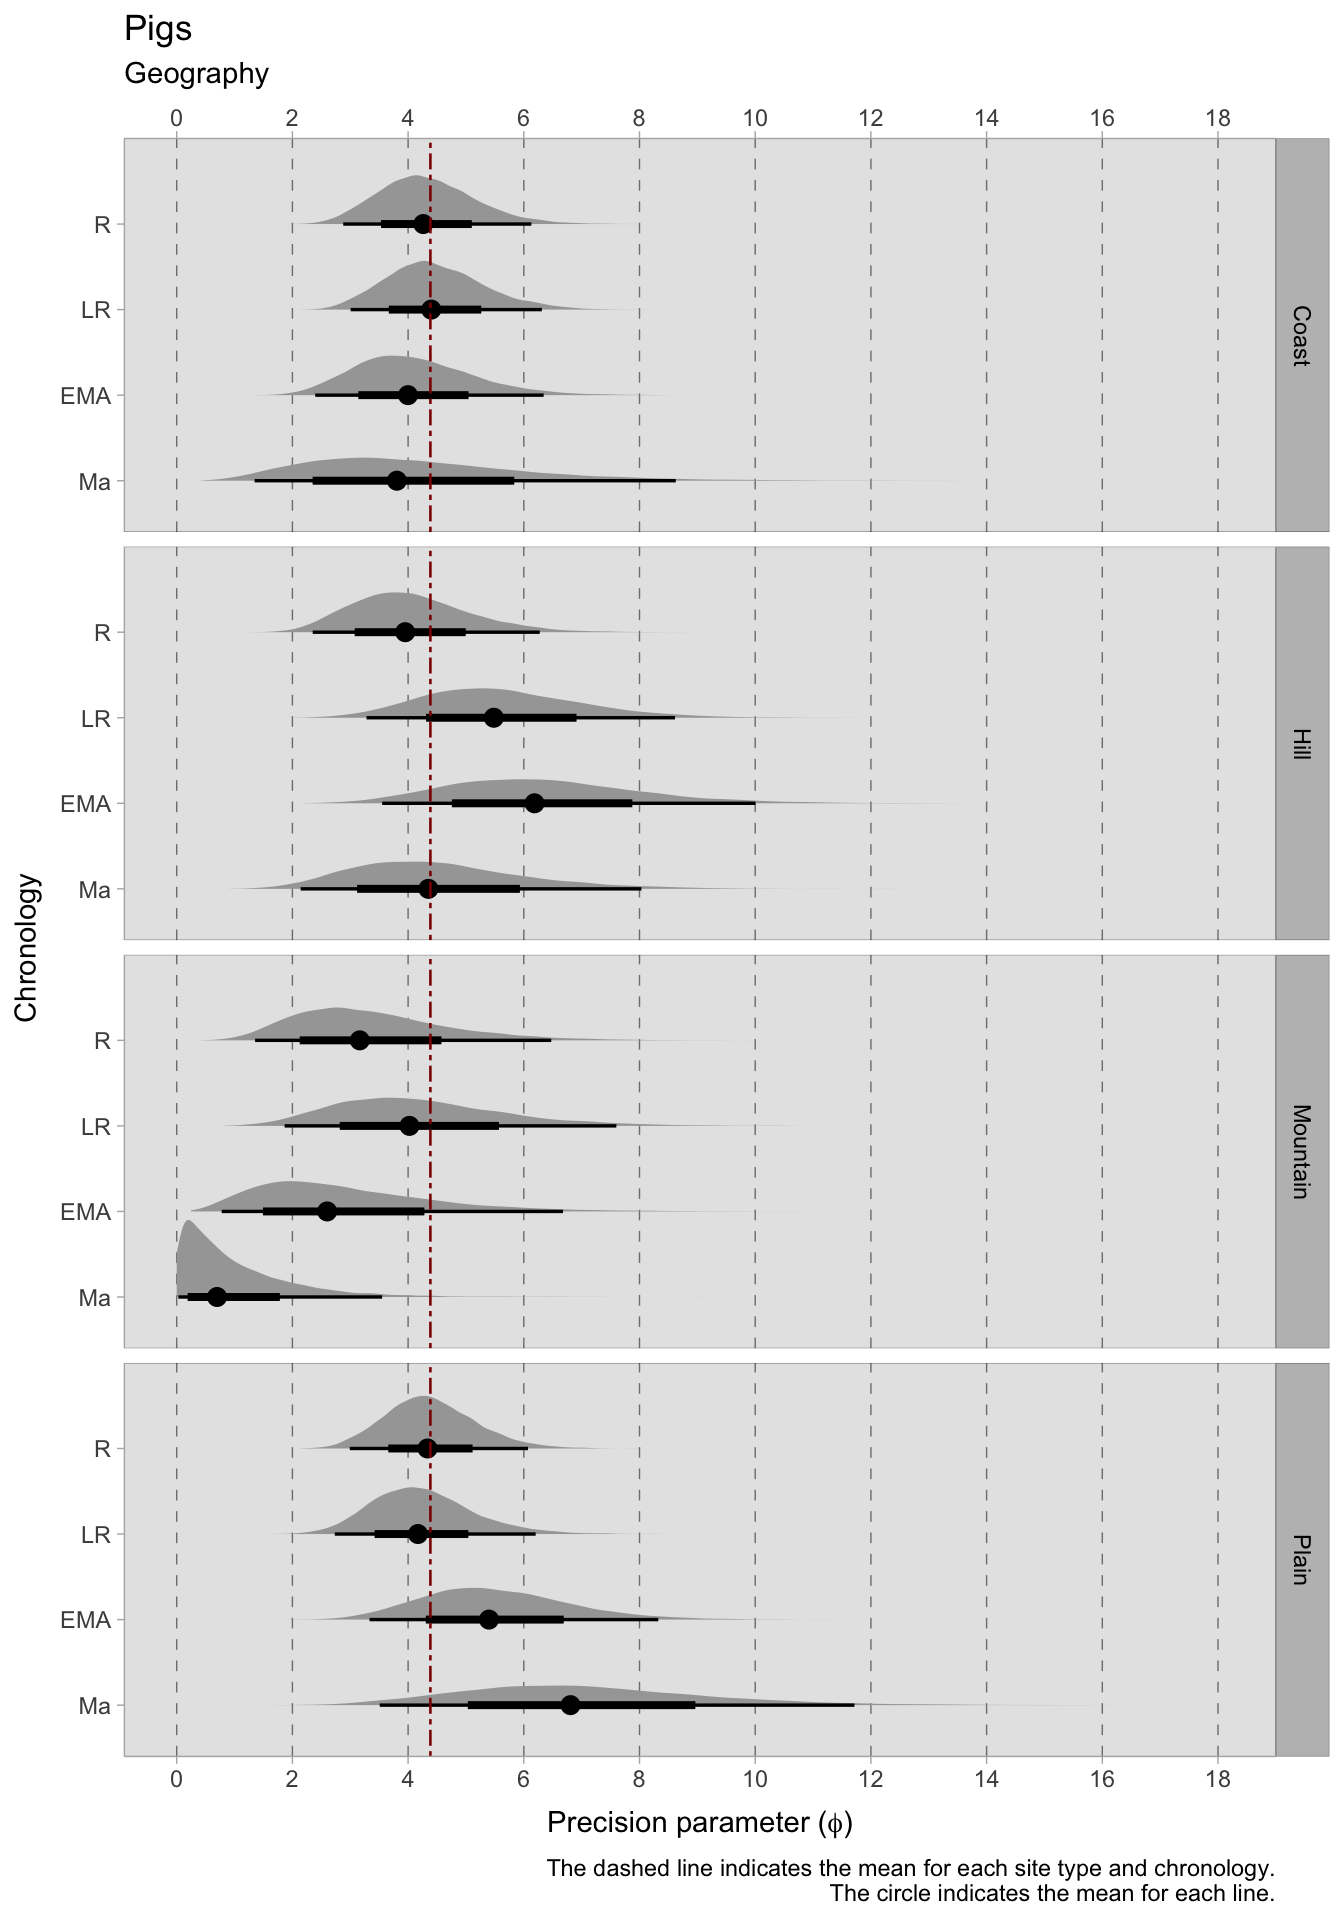 Pigs
Geography
0 2 4 6 8 10 12 14 16 18
R
LR
EMA
Ma
Coast
R
LR
EMA
Ma
Hill
Chronology
R
LR
EMA
Ma
Mountain
R
LR
EMA
Ma
Plain
0 2 4 6 8 10 12 14 16 18
Precision parameter (ϕ)
The dashed line indicates the mean for each site type and chronology.
The circle indicates the mean for each line.